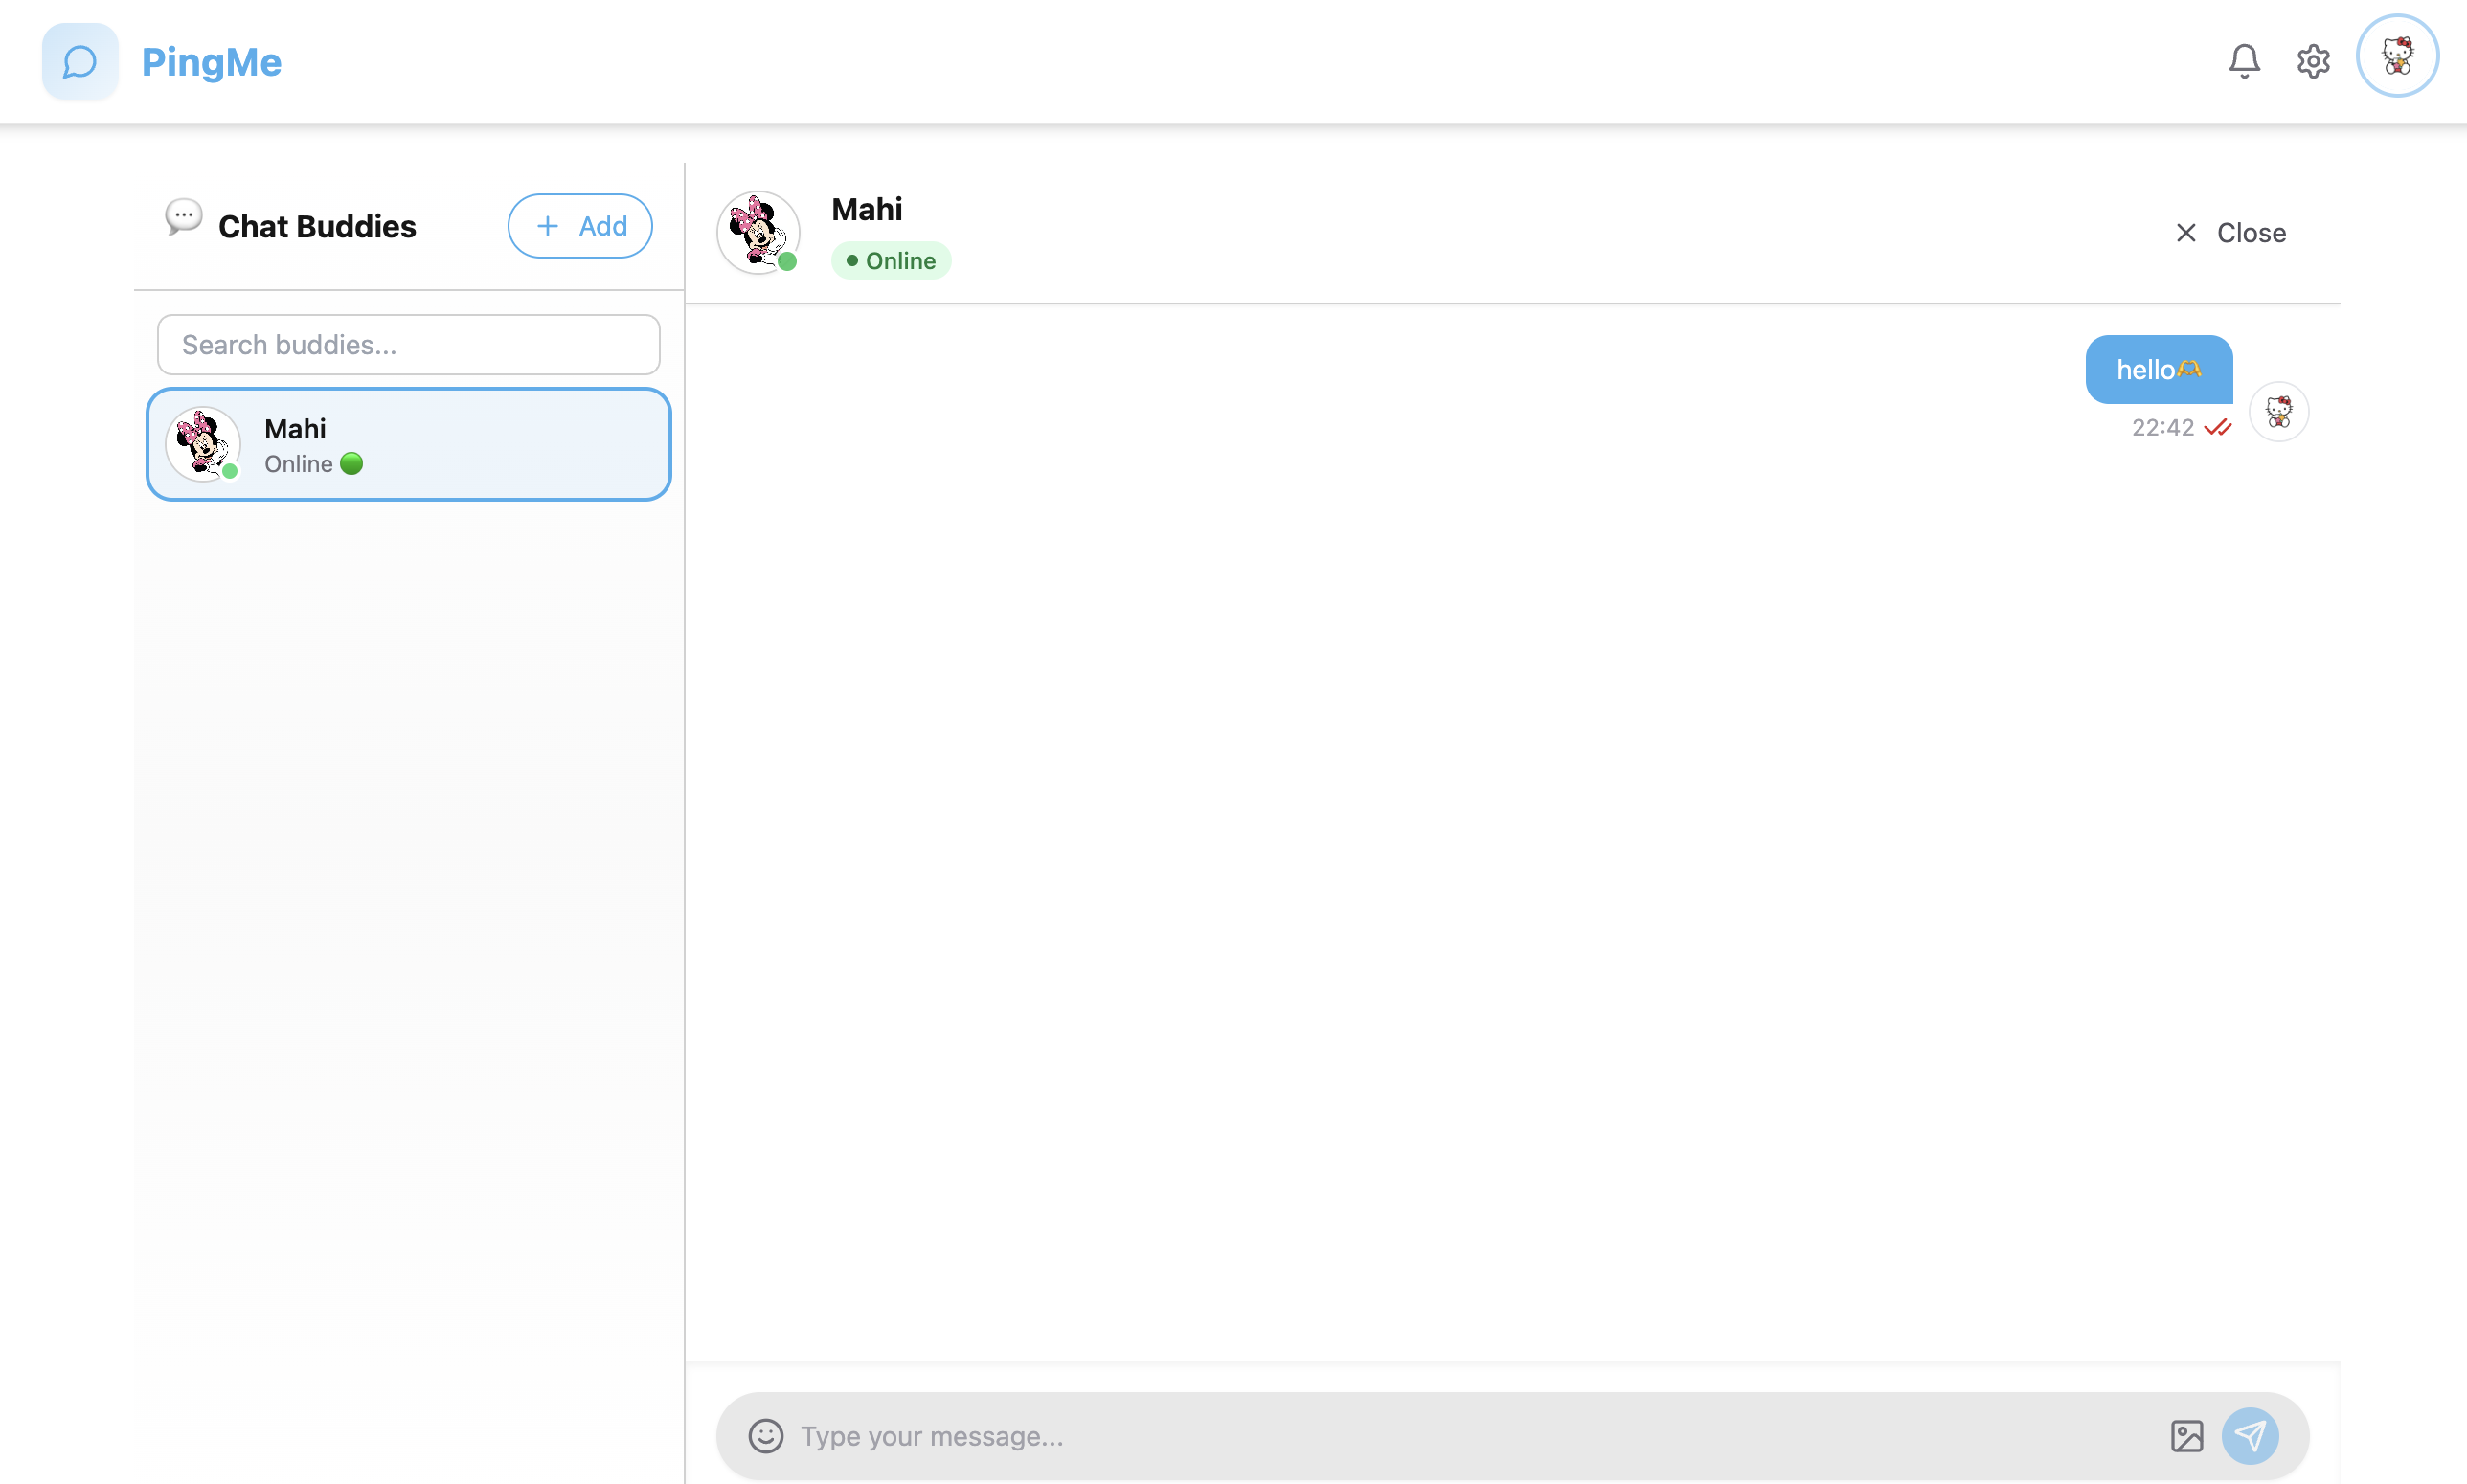 PingMe
Chat Buddies
+ Add
Search buddies...
Mahi
Online
Mahi
Online
Close
hello🫶
22:42
Type your message...